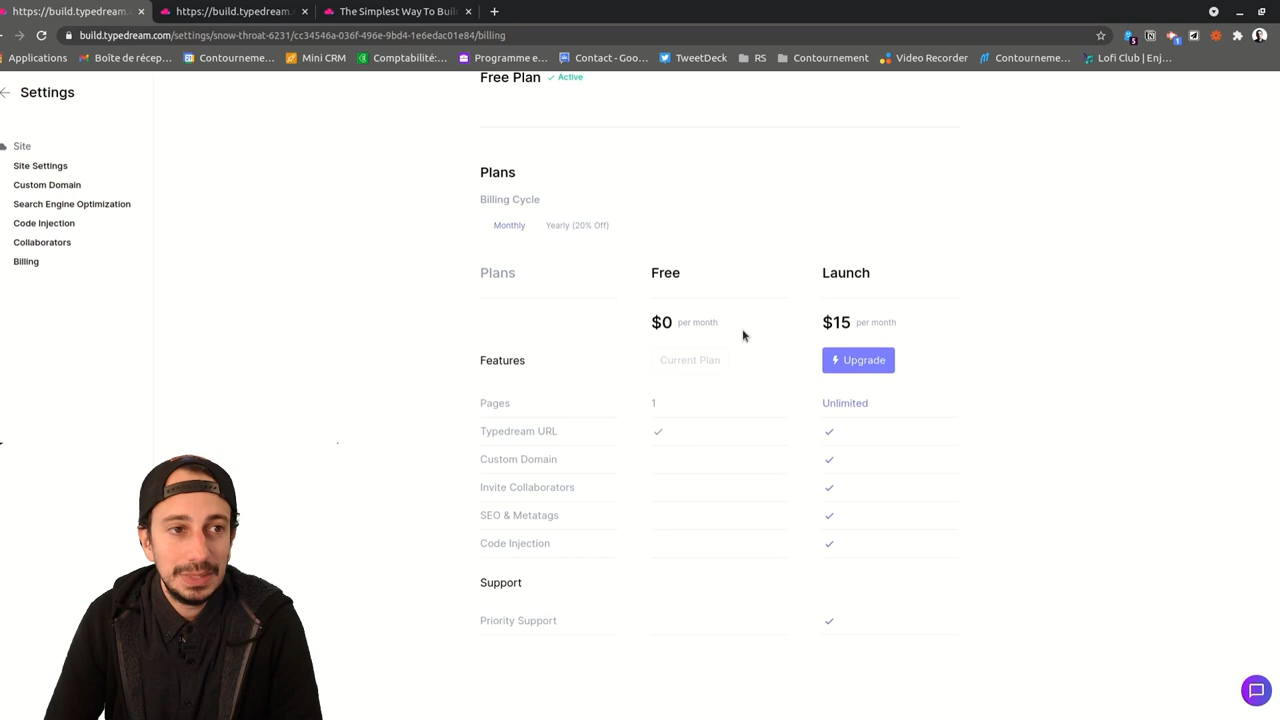 https://build.typedream. ×
https://build.typedream.c ×
The Simplest Way To Buil ×
build.typedream.com/settings/snow-throat-6231/cc34546a-036f-496e-9bd4-1e6edac01e84/billing
Applications
Boîte de récep...
Contourneme...
Mini CRM
Comptabilité:...
Programme e...
Contact - Goo...
TweetDeck
RS
Contournement
Video Recorder
Contourneme...
Lofi Club | Enj...
Settings
Site
Site Settings
Custom Domain
Search Engine Optimization
Code Injection
Collaborators
Billing
Free Plan Active
Plans
Billing Cycle
Monthly Yearly (20% Off)
Plans Free Launch
$0 per month $15 per month
Features Current Plan Upgrade
Pages 1 Unlimited
Typedream URL
Custom Domain
Invite Collaborators
SEO & Metatags
Code Injection
Support
Priority Support